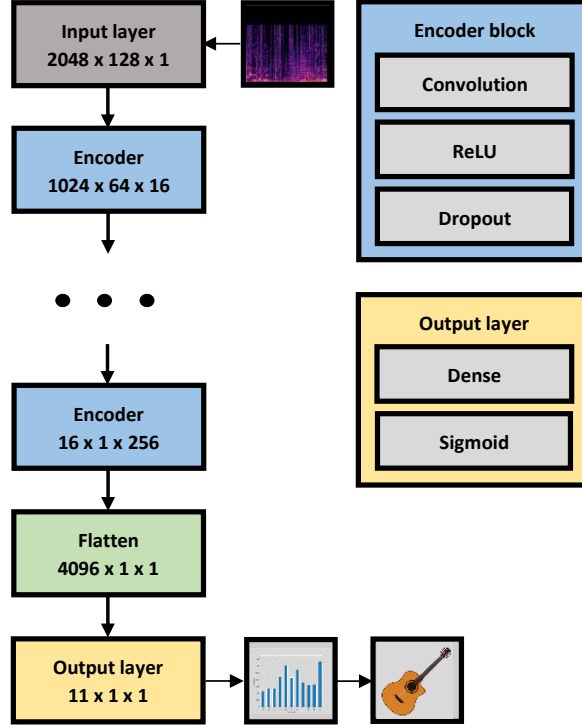 Input layer
2048 x 128 x 1
Encoder
1024 x 64 x 16
Encoder
16 x 1 x 256
Flatten
4096 x 1 x 1
Output layer
11 x 1 x 1
Encoder block
Convolution
ReLU
Dropout
Output layer
Dense
Sigmoid